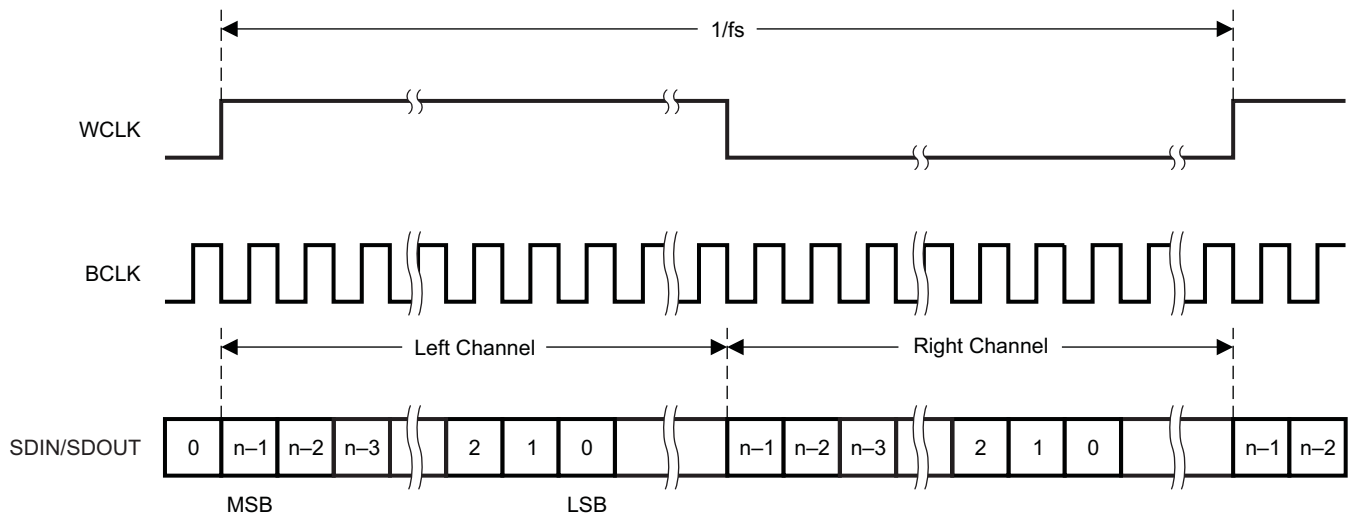 1/fs
WCLK
BCLK
Left Channel
Right Channel
SDIN/SDOUT
0 n–1 n–2 n–3 2 1 0 n–1 n–2 n–3 2 1 0 n–1 n–2
MSB LSB